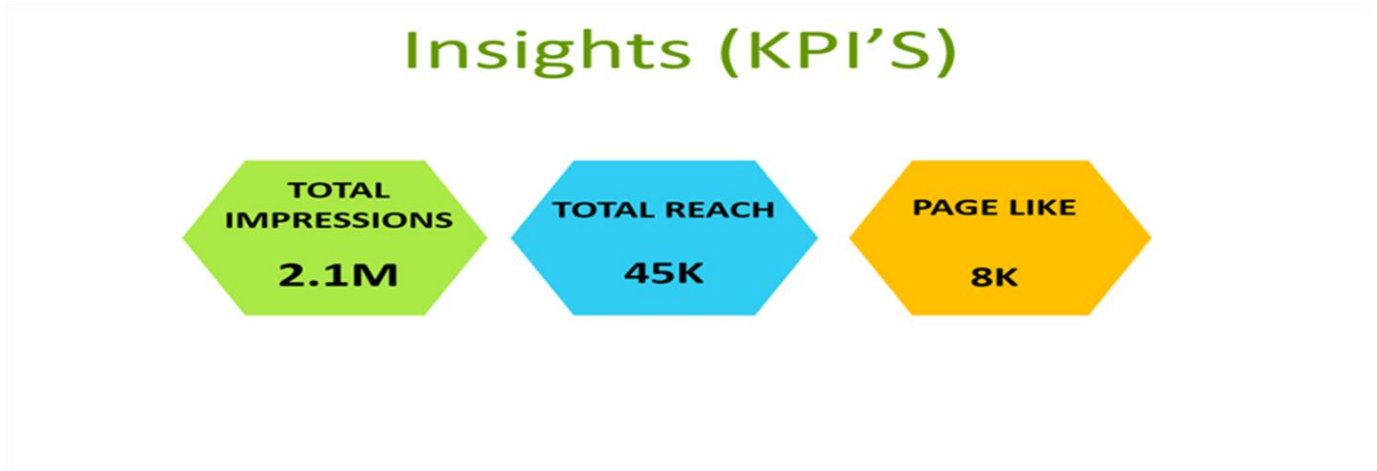 Insights (KPI’S)
TOTAL
IMPRESSIONS
2.1M
TOTAL REACH
45K
PAGE LIKE
8K